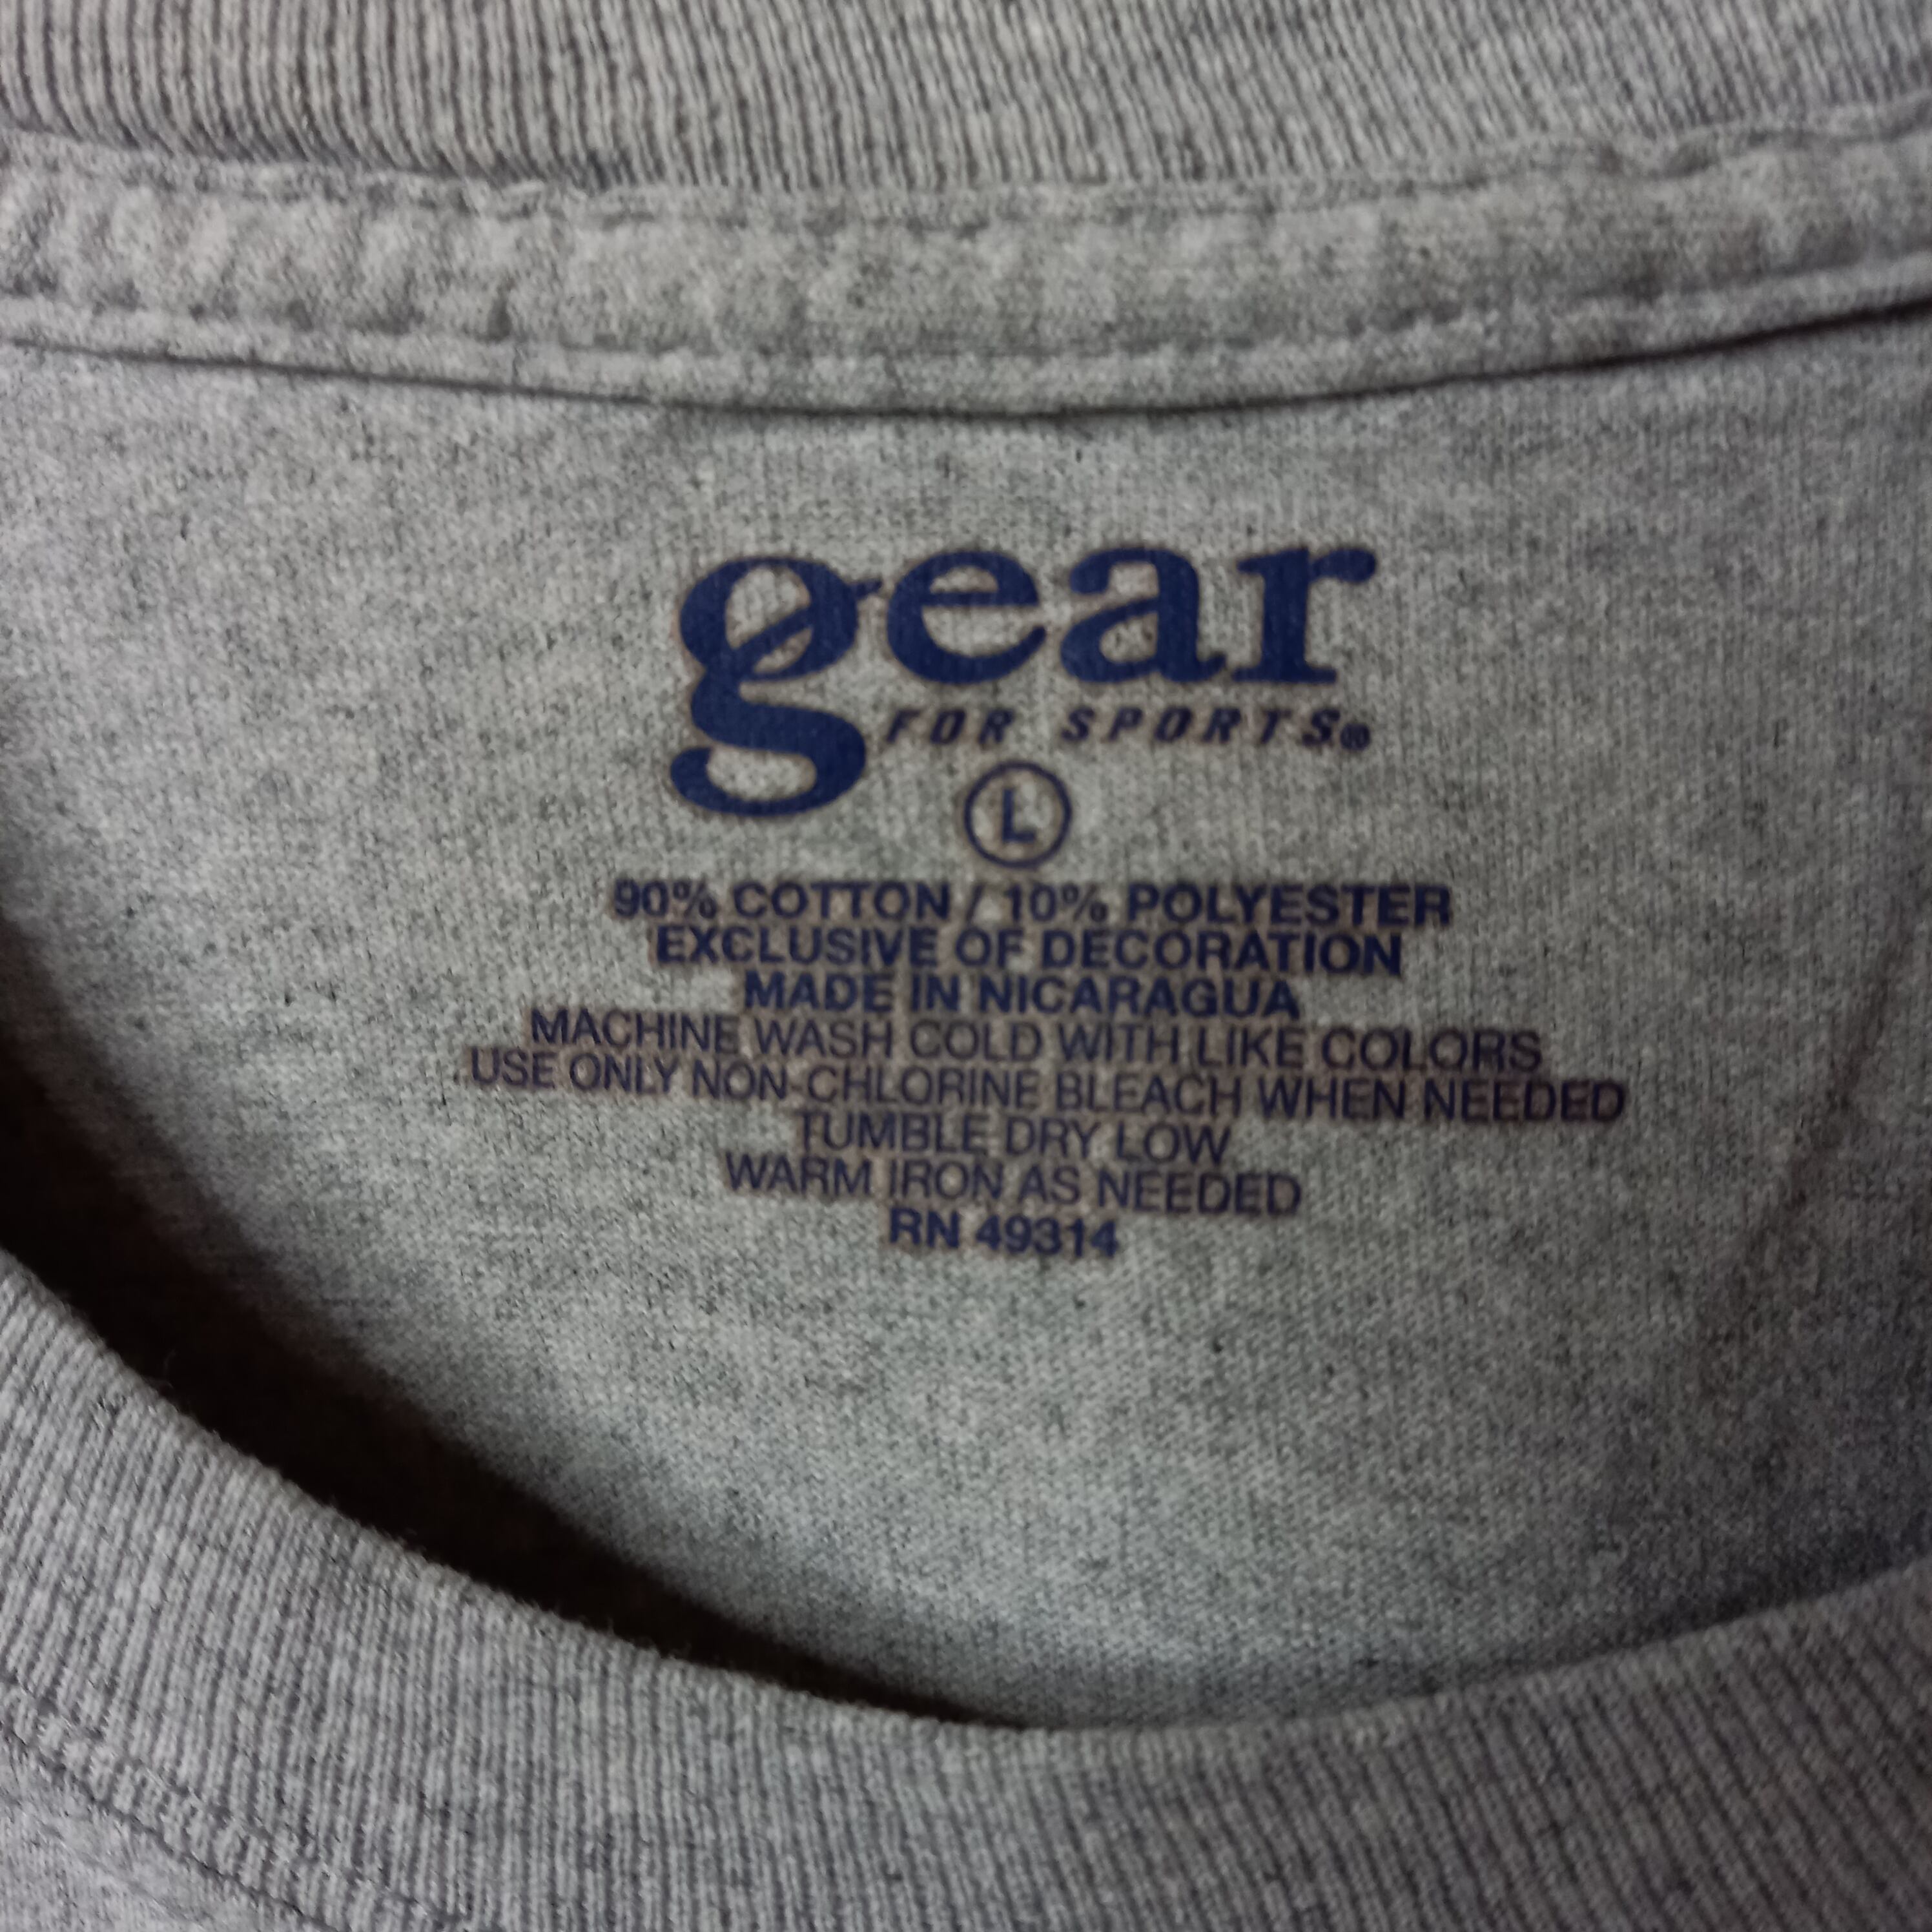 gear
FOR SPORTS®
L
90% COTTON / 10% POLYESTER
EXCLUSIVE OF DECORATION
MADE IN NICARAGUA
MACHINE WASH COLD WITH LIKE COLORS
USE ONLY NON-CHLORINE BLEACH WHEN NEEDED
TUMBLE DRY LOW
WARM IRON AS NEEDED
RN 49314